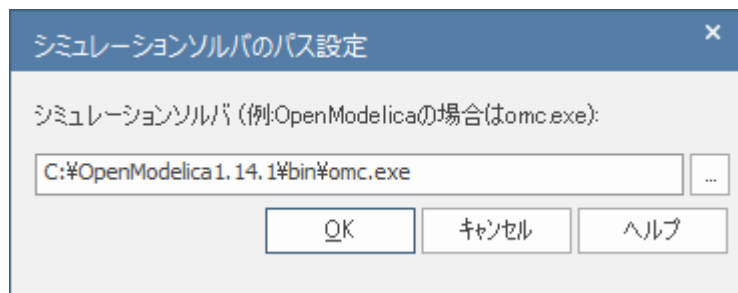 シミュレーションソルバのパス設定
×
シミュレーションソルバ (例:OpenModelicaの場合はomc.exe):
C:¥OpenModelica1.14.1¥bin¥omc.exe
...
OK
キャンセル
ヘルプ